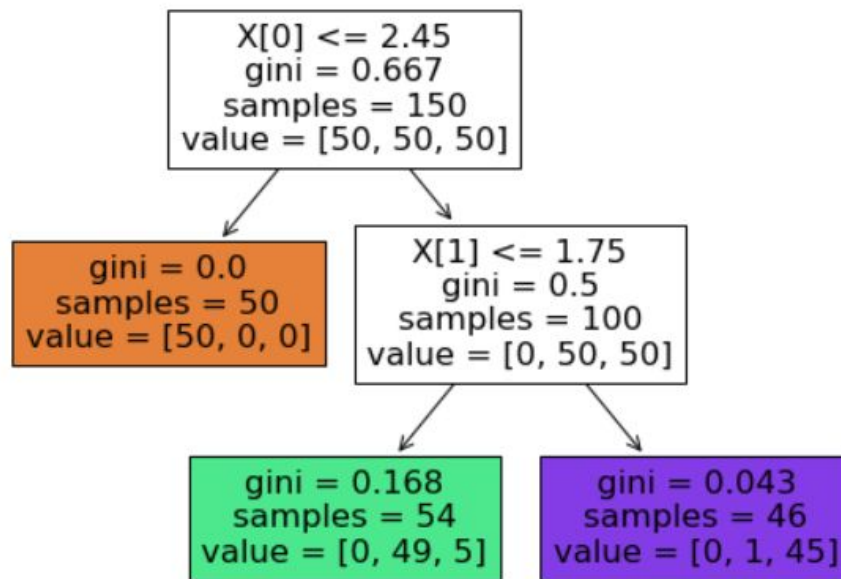 X[0] <= 2.45
gini = 0.667
samples = 150
value = [50, 50, 50]
gini = 0.0
samples = 50
value = [50, 0, 0]
X[1] <= 1.75
gini = 0.5
samples = 100
value = [0, 50, 50]
gini = 0.168
samples = 54
value = [0, 49, 5]
gini = 0.043
samples = 46
value = [0, 1, 45]